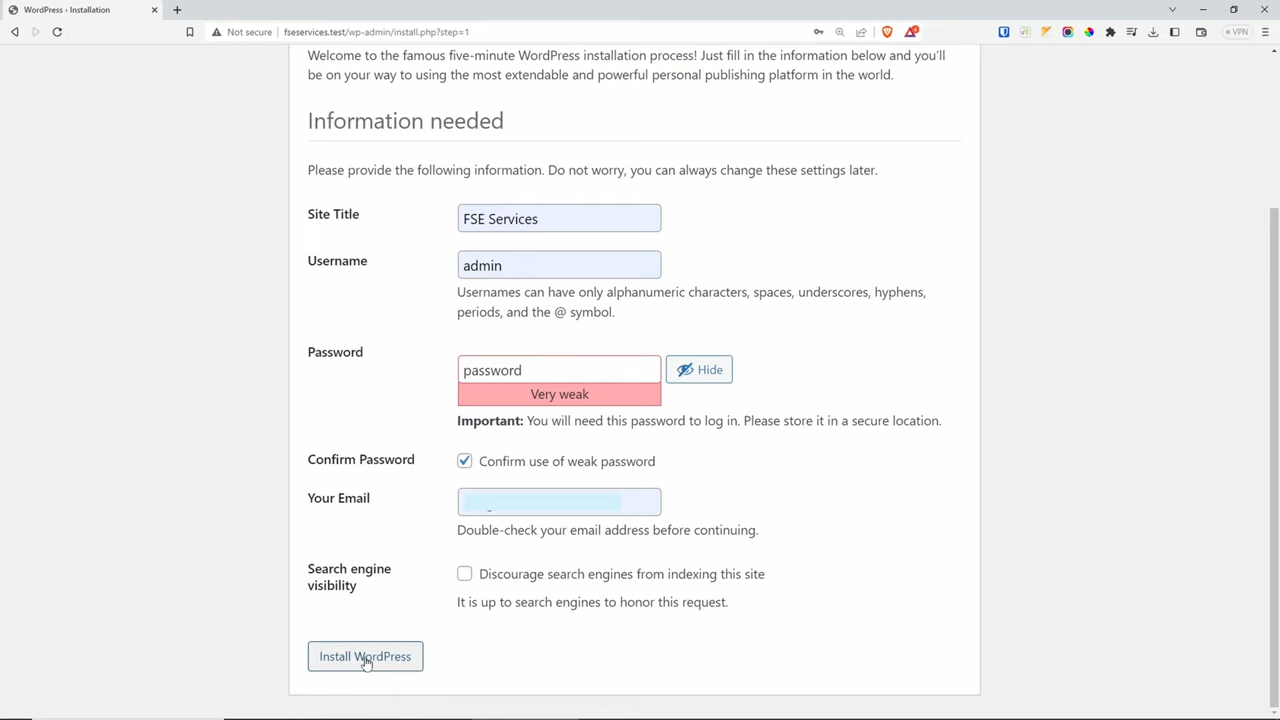 WordPress › Installation
Not secure
fseservices.test/wp-admin/install.php?step=1
VPN
Welcome to the famous five-minute WordPress installation process! Just fill in the information below and you'll
be on your way to using the most extendable and powerful personal publishing platform in the world.
Information needed
Please provide the following information. Do not worry, you can always change these settings later.
Site Title
FSE Services
Username
admin
Usernames can have only alphanumeric characters, spaces, underscores, hyphens,
periods, and the @ symbol.
Password
password
Hide
Very weak
Important: You will need this password to log in. Please store it in a secure location.
Confirm Password
Confirm use of weak password
Your Email
Double-check your email address before continuing.
Search engine
visibility
Discourage search engines from indexing this site
It is up to search engines to honor this request.
Install WordPress